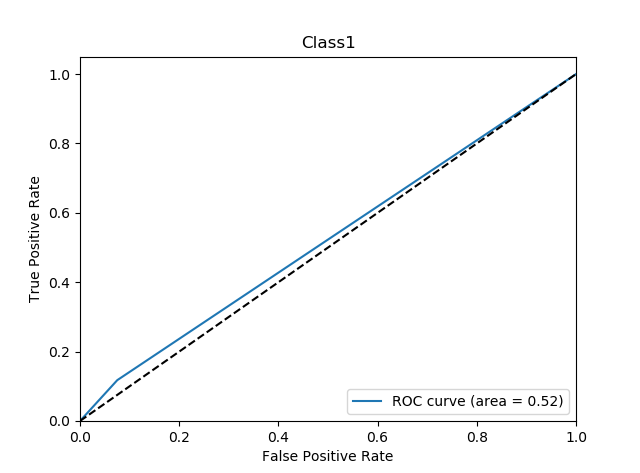 Class1
True Positive Rate
1.0
0.8
0.6
0.4
0.2
0.0
0.0 0.2 0.4 0.6 0.8 1.0
False Positive Rate
ROC curve (area = 0.52)